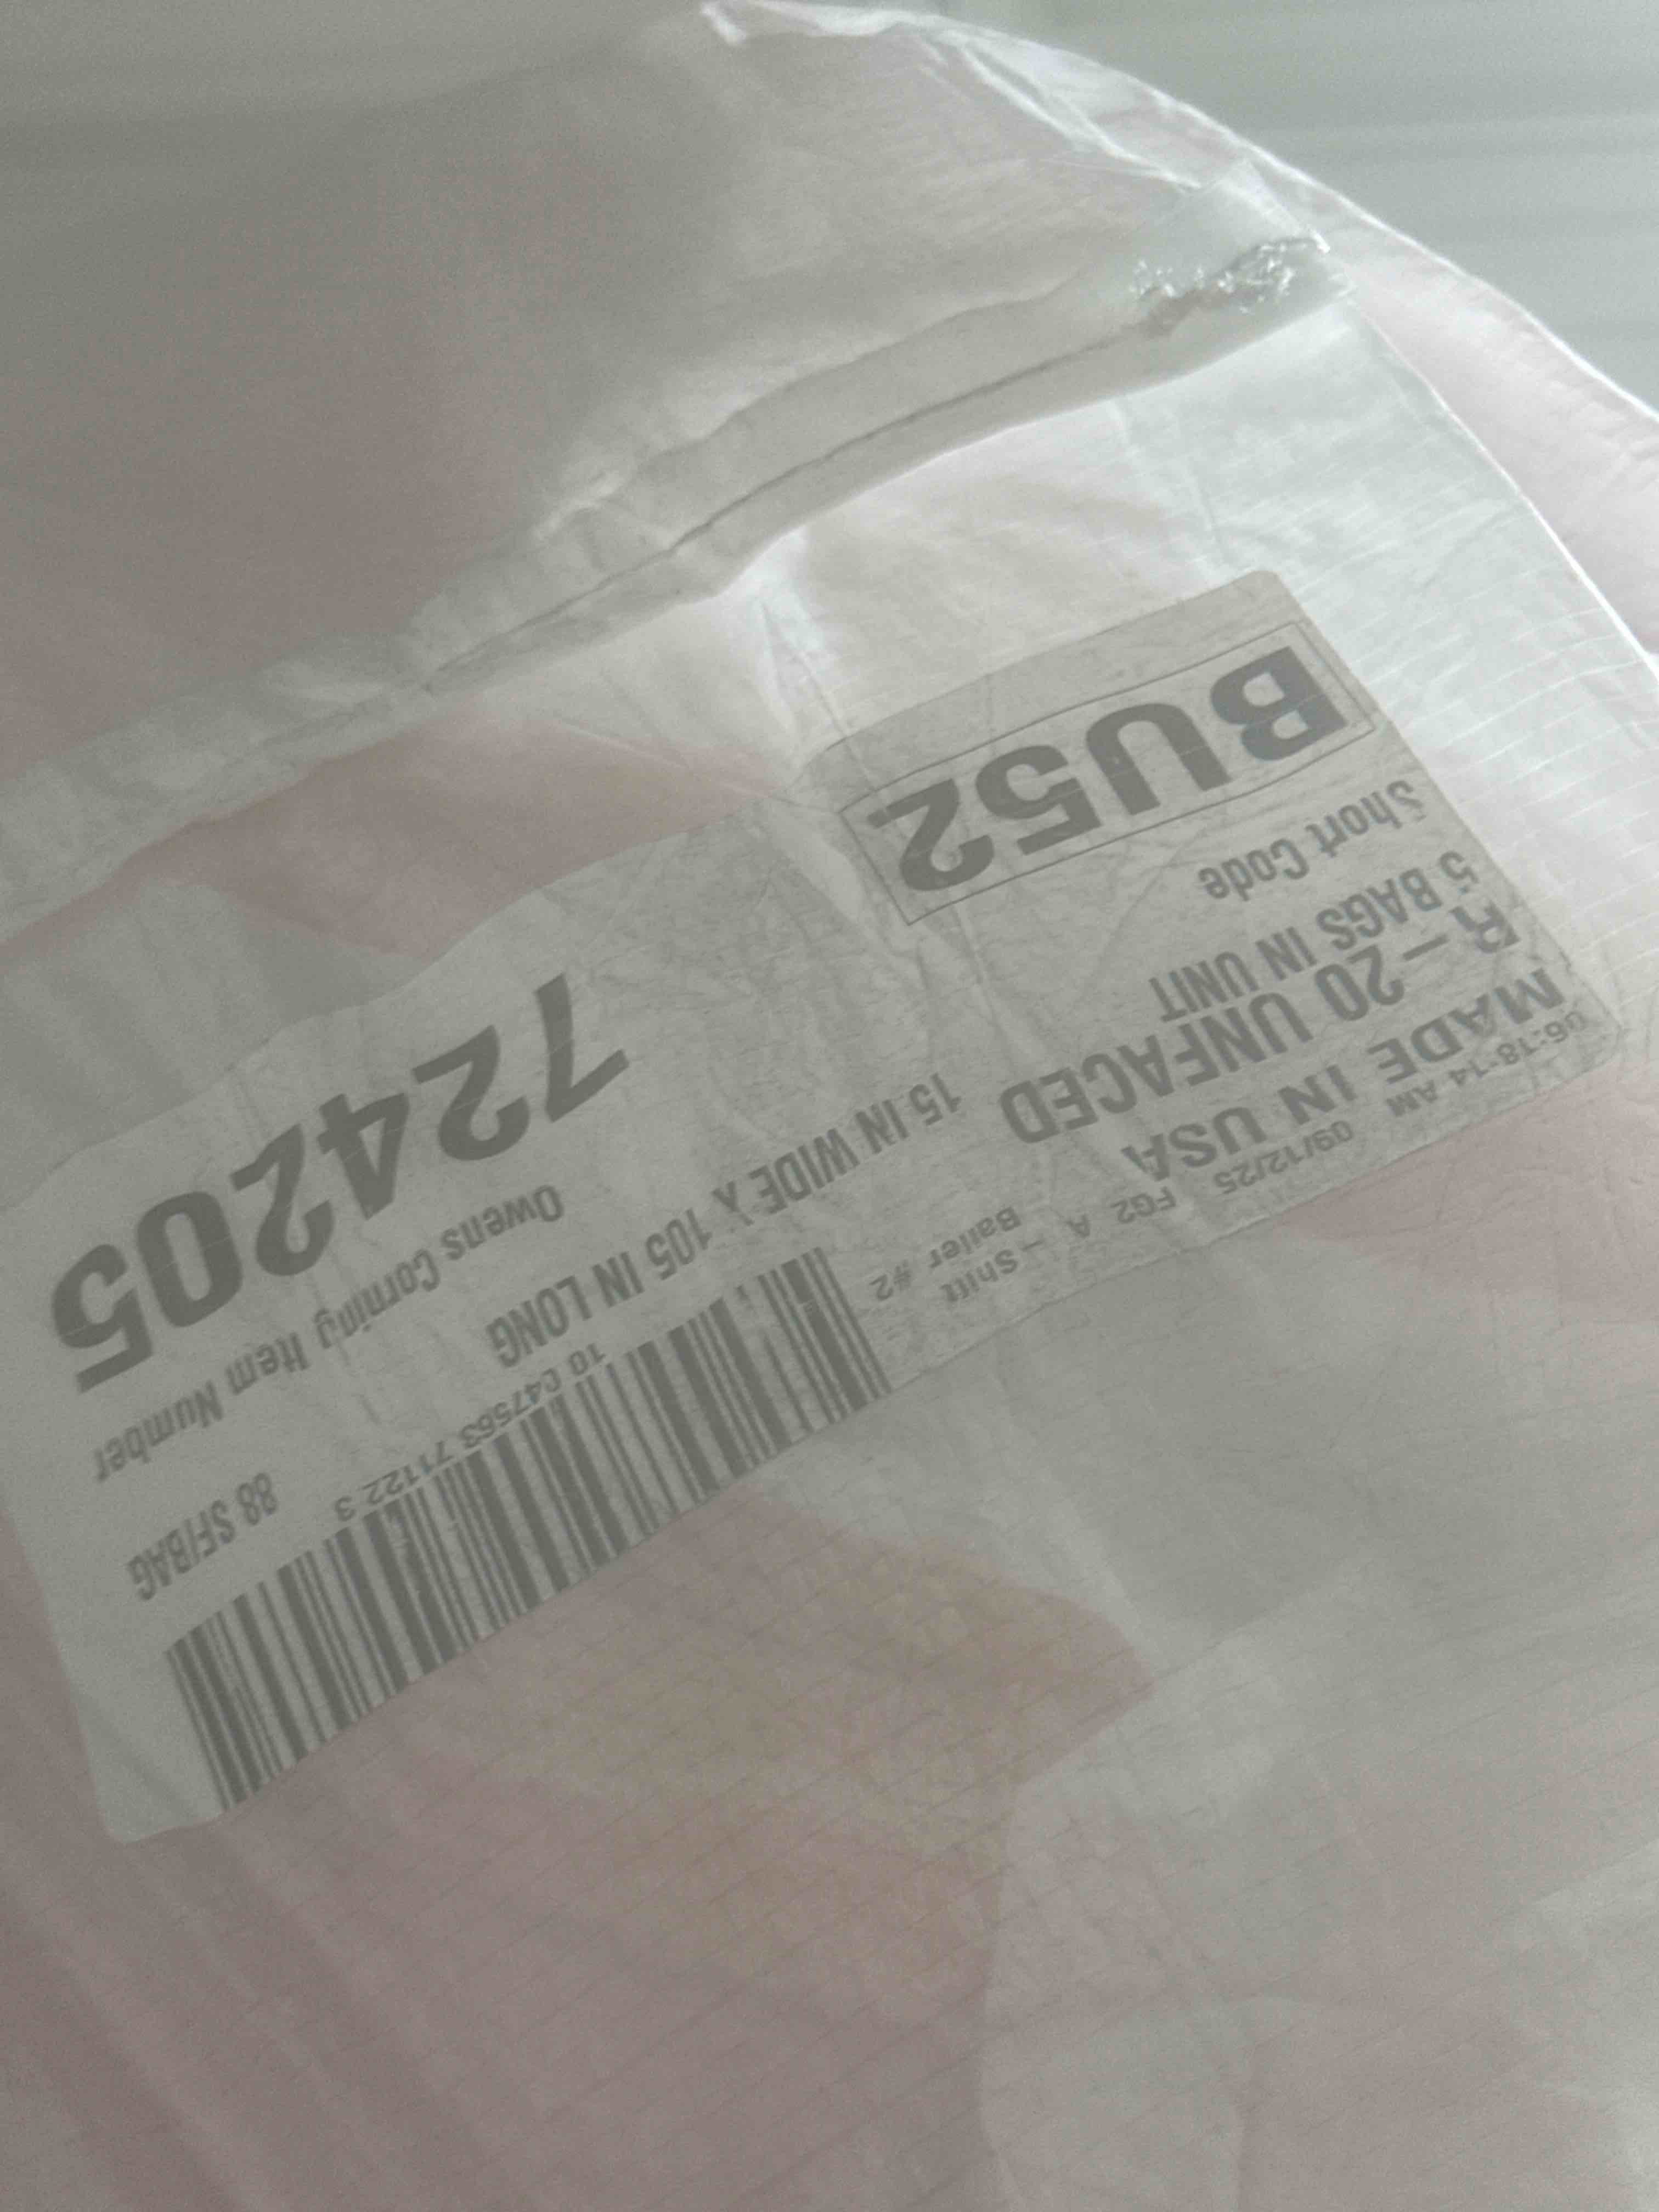 06:18:14 AM 09/12/25 FG2 A -Shift
Bailer #2
MADE IN USA
R-20 UNFACED
5 BAGS IN UNIT
15 IN WIDE X 105 IN LONG
88 SF/BAG
10 047563 71122 3
Short Code
BU52
Owens Corning Item Number
724205